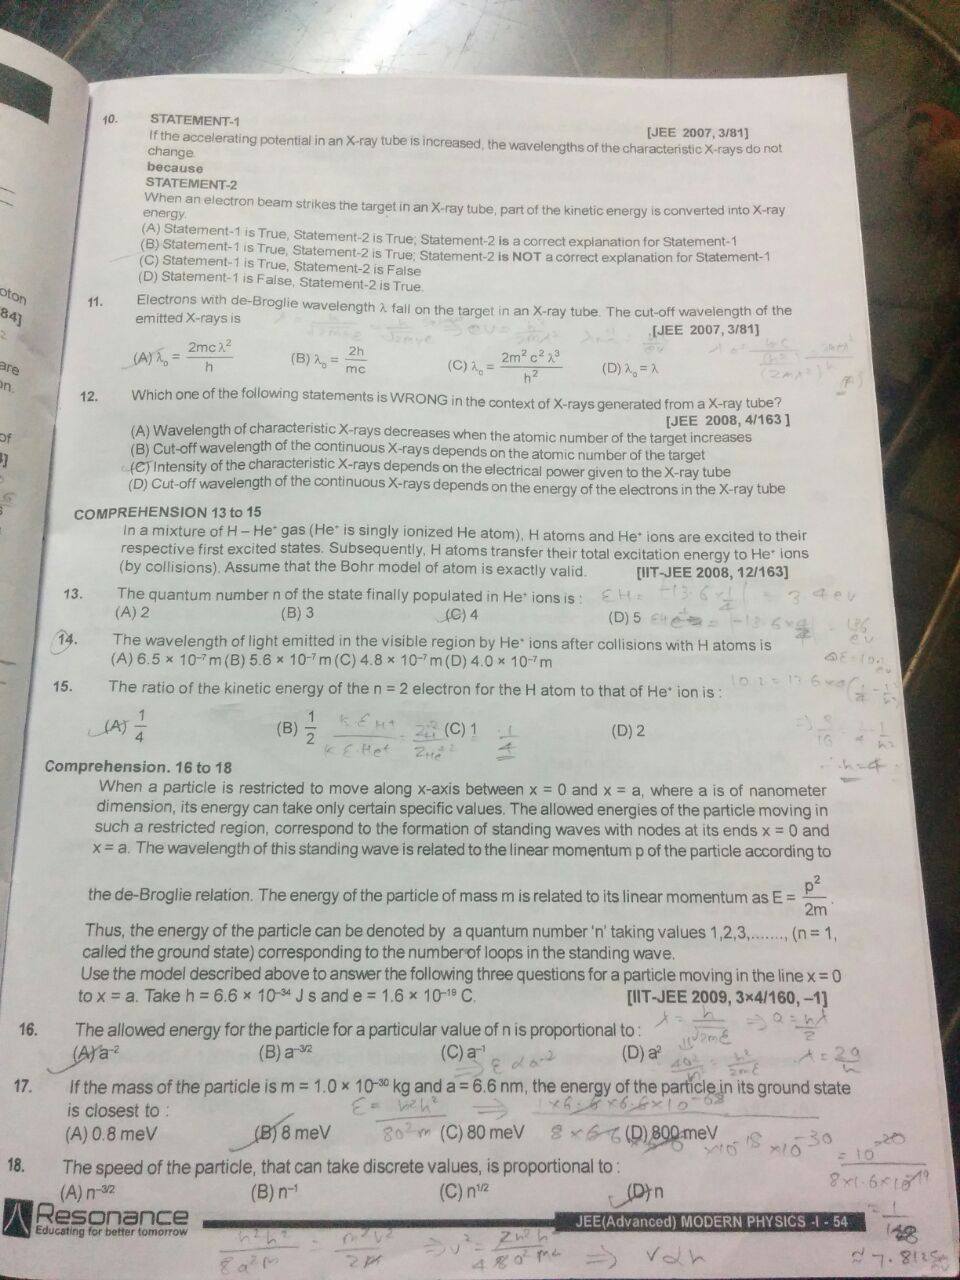 10. STATEMENT-1
[JEE 2007, 3/81]
If the accelerating potential in an X-ray tube is increased, the wavelengths of the characteristic X-rays do not
change.
because
STATEMENT-2
When an electron beam strikes the target in an X-ray tube, part of the kinetic energy is converted into X-ray
energy.
(A) Statement-1 is True, Statement-2 is True; Statement-2 is a correct explanation for Statement-1
(B) Statement-1 is True, Statement-2 is True; Statement-2 is NOT a correct explanation for Statement-1
(C) Statement-1 is True, Statement-2 is False
(D) Statement-1 is False, Statement-2 is True.
11. Electrons with de-Broglie wavelength λ fall on the target in an X-ray tube. The cut-off wavelength of the
emitted X-rays is [JEE 2007, 3/81]
(A) λ₀ = 2mcλ²/h (B) λ₀ = 2h/mc (C) λ₀ = 2m²c²λ³/h² (D) λ₀ = λ
12. Which one of the following statements is WRONG in the context of X-rays generated from a X-ray tube?
[JEE 2008, 4/163 ]
(A) Wavelength of characteristic X-rays decreases when the atomic number of the target increases
(B) Cut-off wavelength of the continuous X-rays depends on the atomic number of the target
(C) Intensity of the characteristic X-rays depends on the electrical power given to the X-ray tube
(D) Cut-off wavelength of the continuous X-rays depends on the energy of the electrons in the X-ray tube
COMPREHENSION 13 to 15
In a mixture of H – He⁺ gas (He⁺ is singly ionized He atom), H atoms and He⁺ ions are excited to their
respective first excited states. Subsequently, H atoms transfer their total excitation energy to He⁺ ions
(by collisions). Assume that the Bohr model of atom is exactly valid. [IIT-JEE 2008, 12/163]
13. The quantum number n of the state finally populated in He⁺ ions is :
(A) 2 (B) 3 (C) 4 (D) 5
14. The wavelength of light emitted in the visible region by He⁺ ions after collisions with H atoms is
(A) 6.5 × 10⁻⁷ m (B) 5.6 × 10⁻⁷ m (C) 4.8 × 10⁻⁷ m (D) 4.0 × 10⁻⁷ m
15. The ratio of the kinetic energy of the n = 2 electron for the H atom to that of He⁺ ion is :
(A) 1/4 (B) 1/2 (C) 1 (D) 2
Comprehension. 16 to 18
When a particle is restricted to move along x-axis between x = 0 and x = a, where a is of nanometer
dimension, its energy can take only certain specific values. The allowed energies of the particle moving in
such a restricted region, correspond to the formation of standing waves with nodes at its ends x = 0 and
x = a. The wavelength of this standing wave is related to the linear momentum p of the particle according to
the de-Broglie relation. The energy of the particle of mass m is related to its linear momentum as E = p²/2m.
Thus, the energy of the particle can be denoted by a quantum number 'n' taking values 1,2,3,......., (n = 1,
called the ground state) corresponding to the number of loops in the standing wave.
Use the model described above to answer the following three questions for a particle moving in the line x = 0
to x = a. Take h = 6.6 × 10⁻³⁴ J s and e = 1.6 × 10⁻¹⁹ C. [IIT-JEE 2009, 3×4/160, –1]
16. The allowed energy for the particle for a particular value of n is proportional to :
(A) a⁻² (B) a⁻³/² (C) a⁻¹ (D) a²
17. If the mass of the particle is m = 1.0 × 10⁻³⁰ kg and a = 6.6 nm, the energy of the particle in its ground state
is closest to :
(A) 0.8 meV (B) 8 meV (C) 80 meV (D) 800 meV
18. The speed of the particle, that can take discrete values, is proportional to :
(A) n⁻³/² (B) n⁻¹ (C) n¹/² (D) n
Resonance
Educating for better tomorrow
JEE(Advanced) MODERN PHYSICS -I - 54